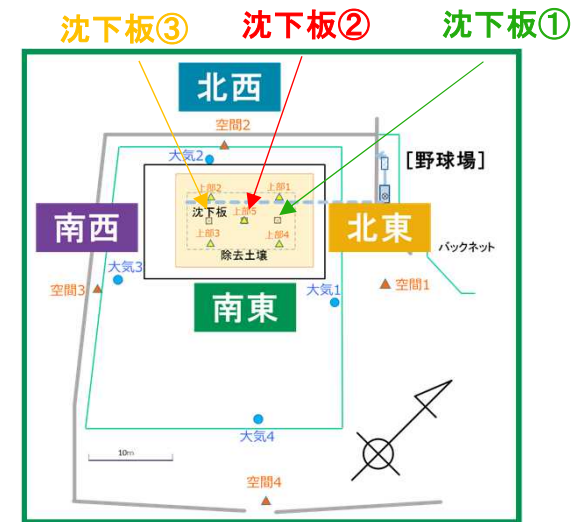 沈下板③
沈下板②
沈下板①
北西
空間2
大気2
[野球場]
上部2
上部1
沈下板
上部5
南西
北東
バックネット
上部3
上部4
除去土壌
大気3
空間3
南東
大気1
空間1
大気4
10m
空間4